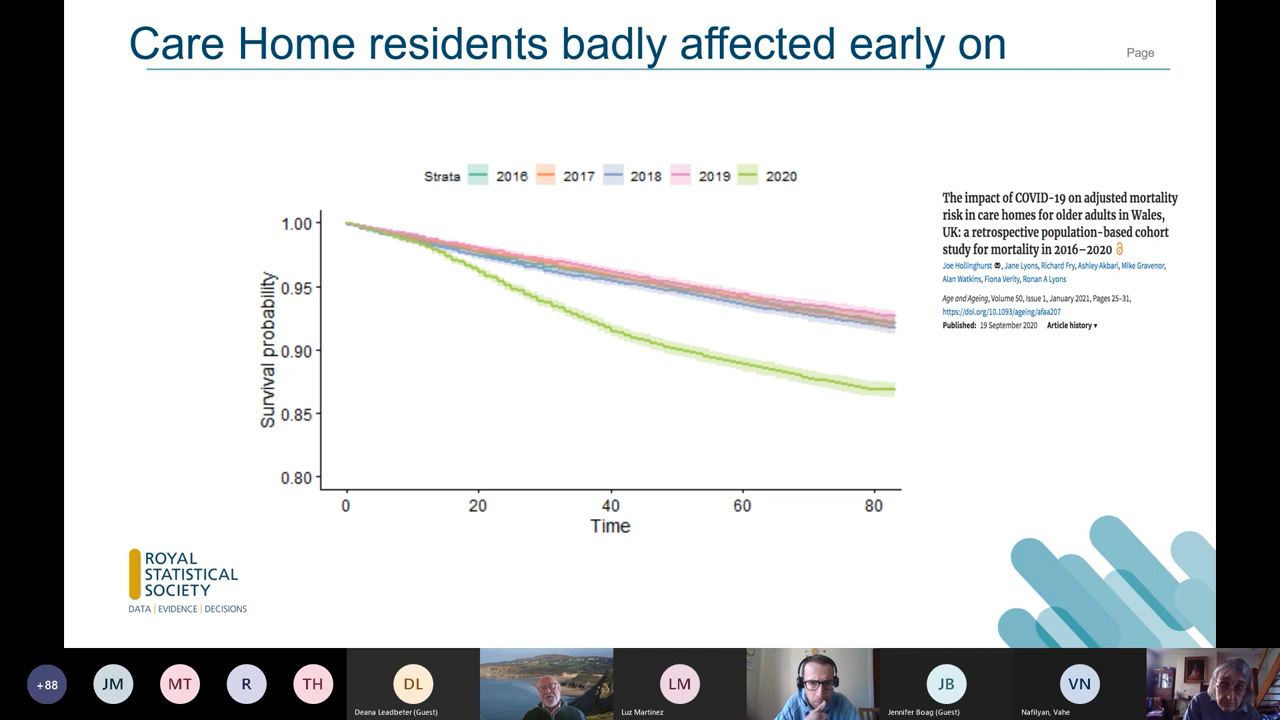 Care Home residents badly affected early on
Page
Strata 2016 2017 2018 2019 2020
1.00
0.95
0.90
0.85
0.80
Survival probability
0 20 40 60 80
Time
The impact of COVID-19 on adjusted mortality
risk in care homes for older adults in Wales,
UK: a retrospective population-based cohort
study for mortality in 2016–2020
Joe Hollinghurst, Jane Lyons, Richard Fry, Ashley Akbari, Mike Gravenor,
Alan Watkins, Fiona Verity, Ronan A Lyons
Age and Ageing, Volume 50, Issue 1, January 2021, Pages 25–31,
https://doi.org/10.1093/ageing/afaa207
Published: 19 September 2020 Article history ▾
ROYAL
STATISTICAL
SOCIETY
DATA | EVIDENCE | DECISIONS
+88 JM MT R TH DL LM JB VN
Deana Leadbeter (Guest) Luz Martinez Jennifer Boag (Guest) Nafilyan, Vahe